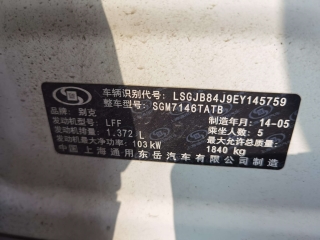 车辆识别代号: LSGJB84J9EY145759
整车型号: SGM7146TATB
品牌: 别克
发动机型号: LFF
制造年月: 14-05
发动机排量: 1.372 L
乘坐人数: 5
发动机最大净功率: 103 kW
最大允许总质量: 1840 kg
中国上海通用东岳汽车有限公司制造